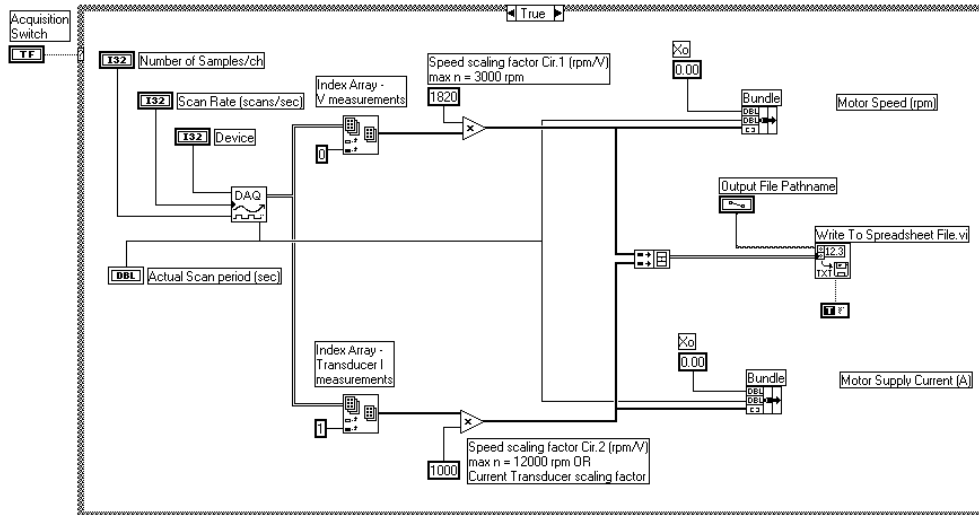 Acquisition
Switch
TF
True
I32
Number of Samples/ch
I32
Scan Rate (scans/sec)
I32
Device
DAQ
DBL
Actual Scan period (sec)
Index Array -
V measurements
0
Speed scaling factor Cir.1 (rpm/V)
max n = 3000 rpm
1820
x
Xo
0.00
Bundle
DBL
DBL
Motor Speed (rpm)
Output File Pathname
Write To Spreadsheet File.vi
12.3
TXT
T F
Index Array -
Transducer I
measurements
1
x
1000
Speed scaling factor Cir.2 (rpm/V)
max n = 12000 rpm OR
Current Transducer scaling factor
Xo
0.00
Bundle
DBL
DBL
Motor Supply Current (A)